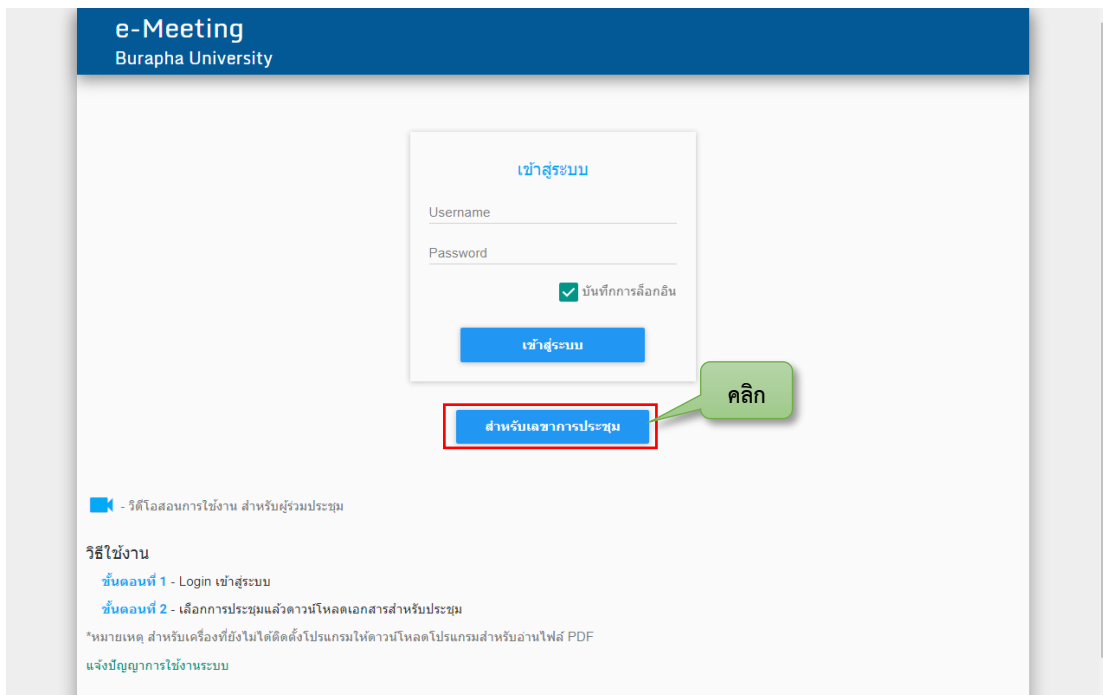 e-Meeting
Burapha University
เข้าสู่ระบบ
Username
Password
บันทึกการล็อกอิน
เข้าสู่ระบบ
คลิก
สำหรับเลขาการประชุม
- วิดีโอสอนการใช้งาน สำหรับผู้ร่วมประชุม
วิธีใช้งาน
ขั้นตอนที่ 1 - Login เข้าสู่ระบบ
ขั้นตอนที่ 2 - เลือกการประชุมแล้วดาวน์โหลดเอกสารสำหรับประชุม
*หมายเหตุ สำหรับเครื่องที่ยังไม่ได้ติดตั้งโปรแกรมให้ดาวน์โหลดโปรแกรมสำหรับอ่านไฟล์ PDF
แจ้งปัญญาการใช้งานระบบ